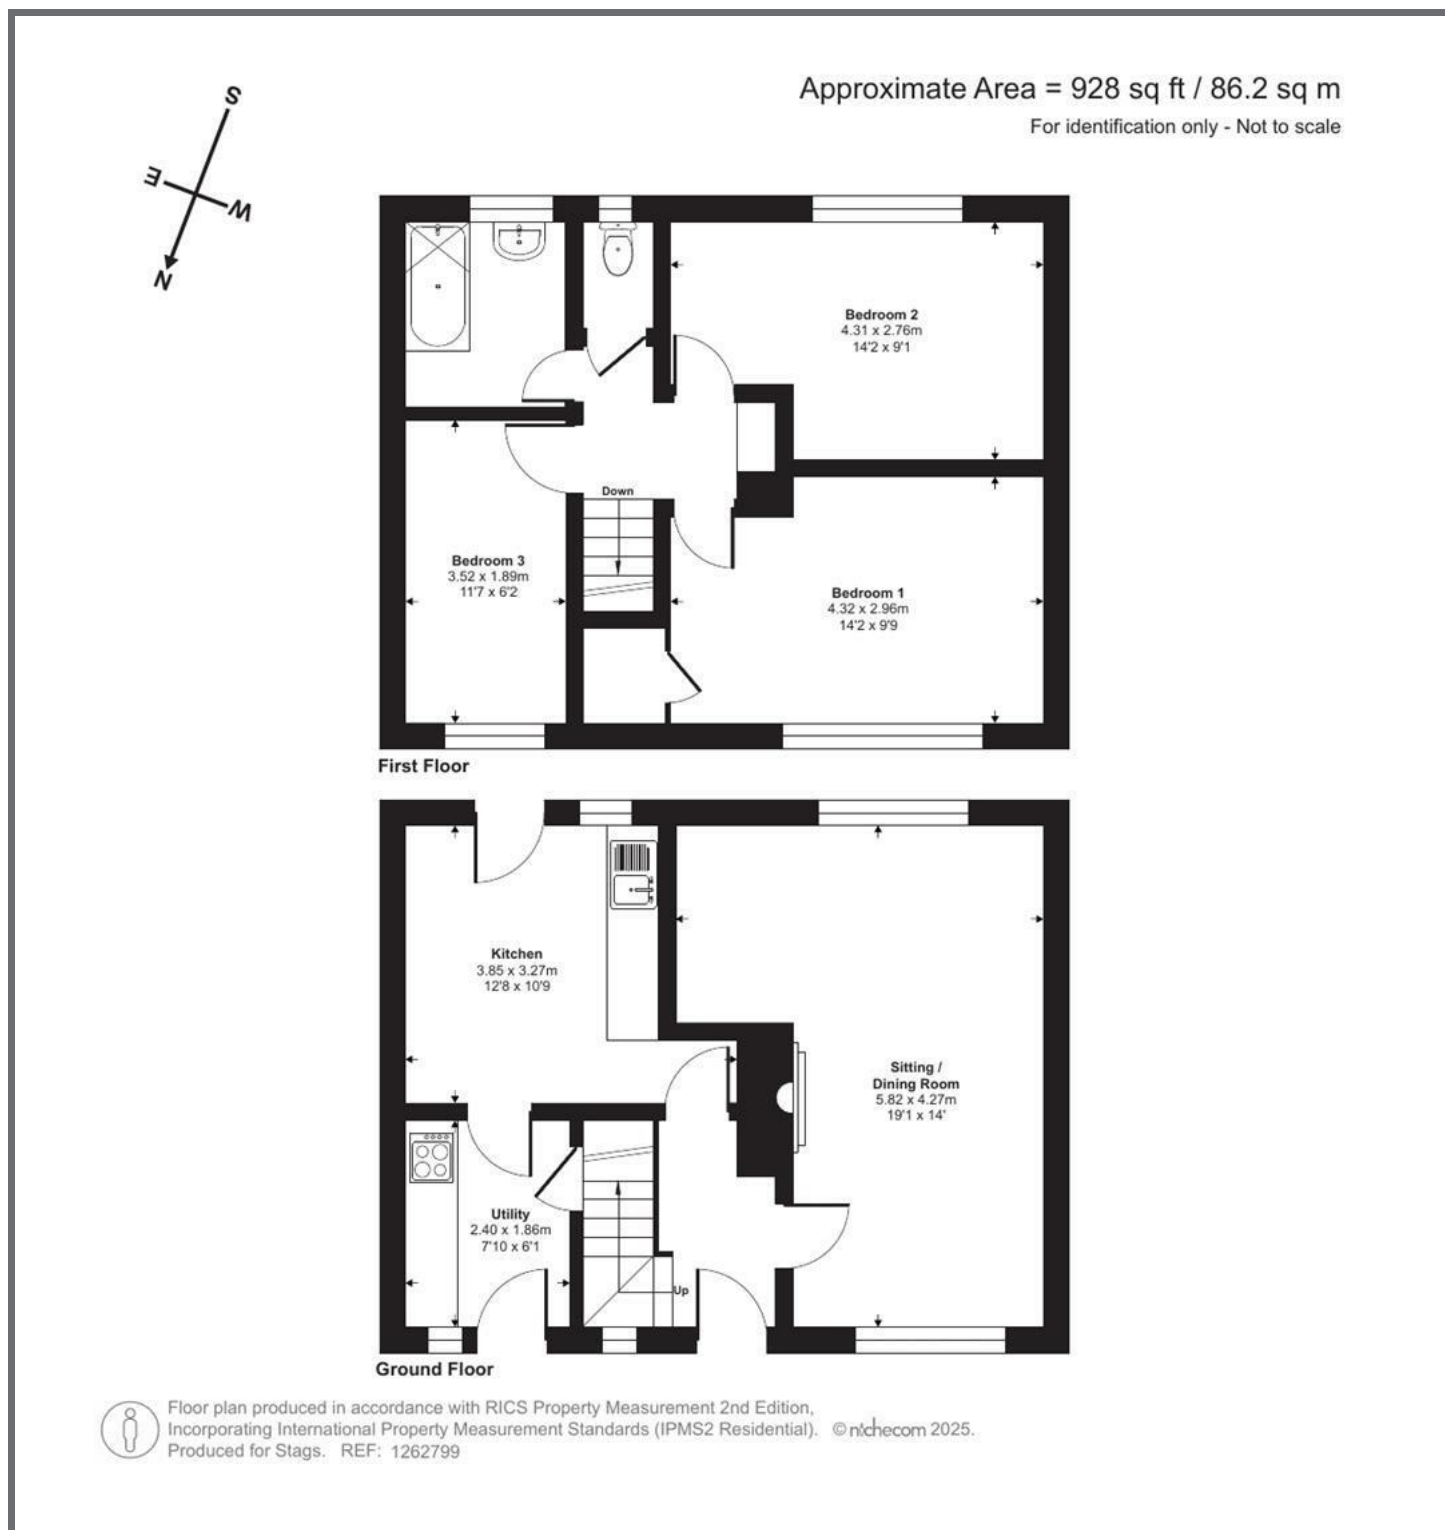 Approximate Area = 928 sq ft / 86.2 sq m
For identification only - Not to scale
S
E
W
N
Bedroom 2
4.31 x 2.76m
14'2 x 9'1
Down
Bedroom 3
3.52 x 1.89m
11'7 x 6'2
Bedroom 1
4.32 x 2.96m
14'2 x 9'9
First Floor
Kitchen
3.85 x 3.27m
12'8 x 10'9
Sitting /
Dining Room
5.82 x 4.27m
19'1 x 14'
Utility
2.40 x 1.86m
7'10 x 6'1
Up
Ground Floor
Floor plan produced in accordance with RICS Property Measurement 2nd Edition,
Incorporating International Property Measurement Standards (IPMS2 Residential). © nichecom 2025.
Produced for Stags. REF: 1262799